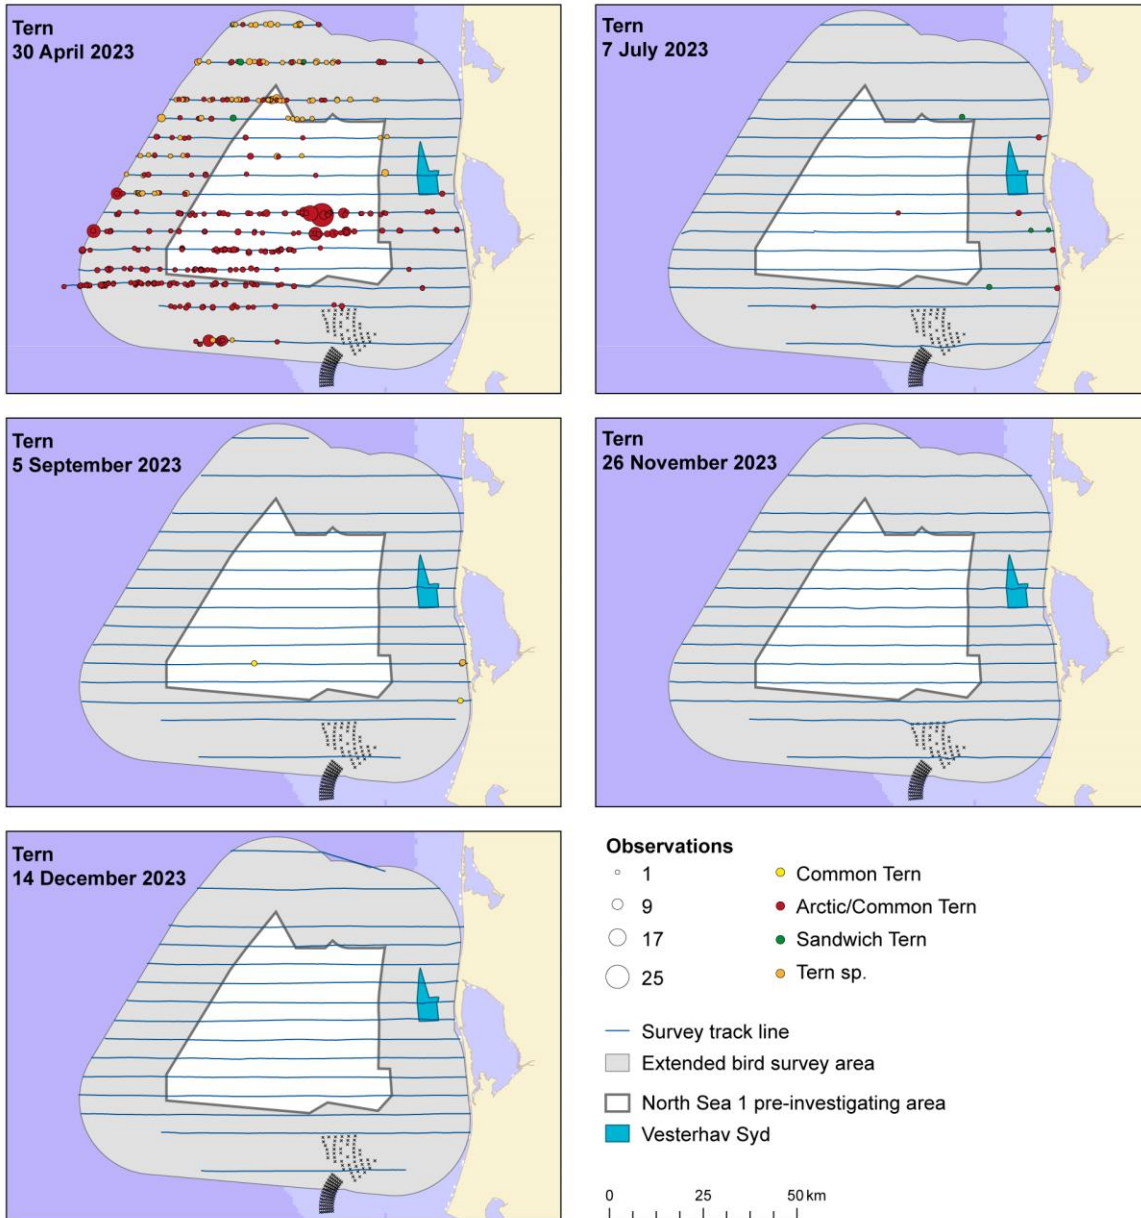 Tern
30 April 2023
Tern
7 July 2023
Tern
5 September 2023
Tern
26 November 2023
Tern
14 December 2023
Observations
1
9
17
25
Common Tern
Arctic/Common Tern
Sandwich Tern
Tern sp.
Survey track line
Extended bird survey area
North Sea 1 pre-investigating area
Vesterhav Syd
0 25 50 km